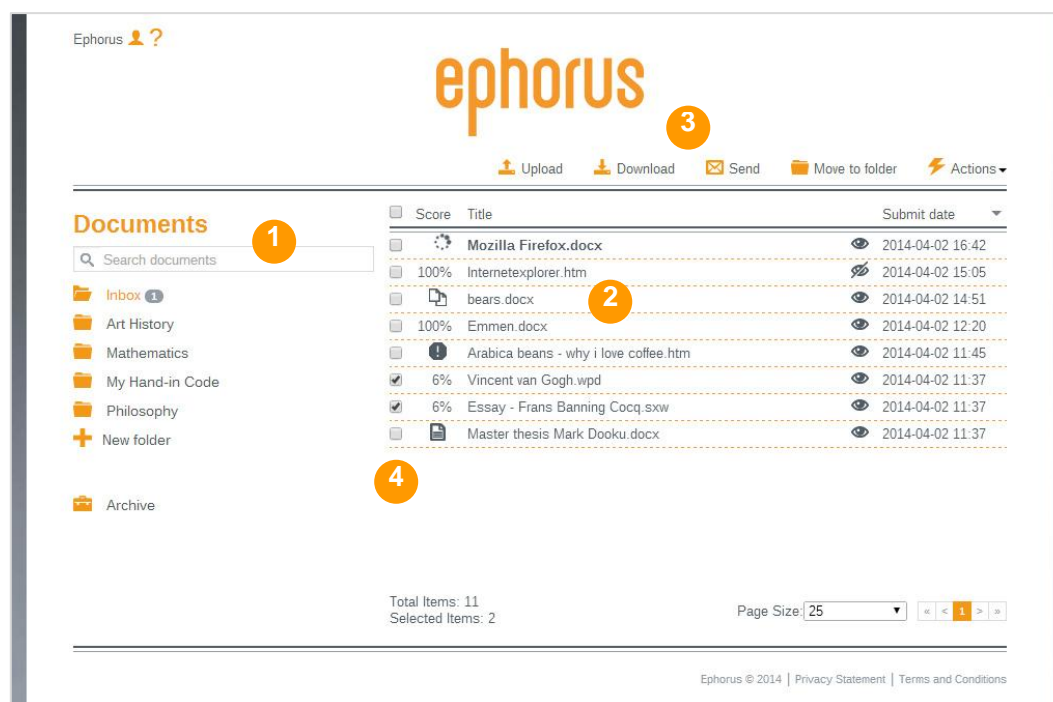 Ephorus ?
ephorus
3
Upload Download Send Move to folder Actions
Documents
1
Search documents
Inbox 1
Art History
Mathematics
My Hand-in Code
Philosophy
New folder
Archive
Score Title Submit date
Mozilla Firefox.docx 2014-04-02 16:42
100% Internetexplorer.htm 2014-04-02 15:05
bears.docx 2014-04-02 14:51
2
100% Emmen.docx 2014-04-02 12:20
Arabica beans - why i love coffee.htm 2014-04-02 11:45
6% Vincent van Gogh.wpd 2014-04-02 11:37
6% Essay - Frans Banning Cocq.sxw 2014-04-02 11:37
Master thesis Mark Dooku.docx 2014-04-02 11:37
4
Total Items: 11
Selected Items: 2
Page Size: 25 « < 1 > »
Ephorus © 2014 | Privacy Statement | Terms and Conditions